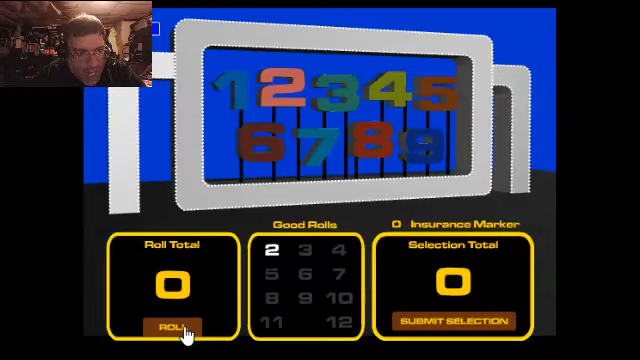 1 2 3 4 5
6 7 8 9
Good Rolls
0 Insurance Marker
Roll Total
0
ROLL
2 3 4
5 6 7
8 9 10
11 12
Selection Total
0
SUBMIT SELECTION